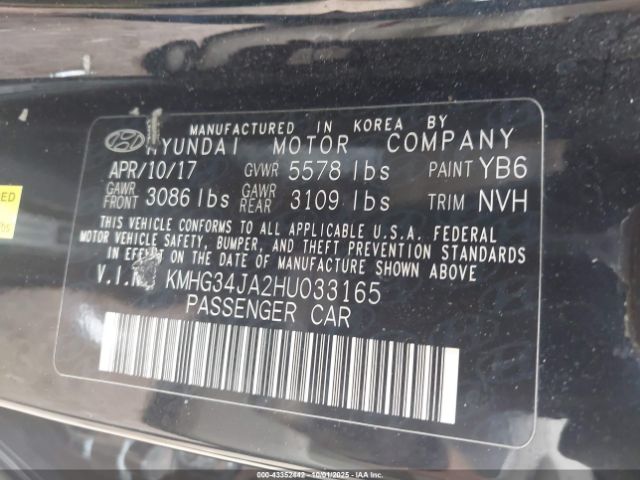 MANUFACTURED IN KOREA BY
HYUNDAI MOTOR COMPANY
APR/10/17 GVWR 5578 lbs PAINT YB6
GAWR FRONT 3086 lbs GAWR REAR 3109 lbs TRIM NVH
THIS VEHICLE CONFORMS TO ALL APPLICABLE U.S.A. FEDERAL
MOTOR VEHICLE SAFETY, BUMPER, AND THEFT PREVENTION STANDARDS
IN EFFECT ON THE DATE OF MANUFACTURE SHOWN ABOVE
V.I.N KMHG34JA2HU033165
PASSENGER CAR
000-43352442 - 10/01/2025 - IAAI.CA